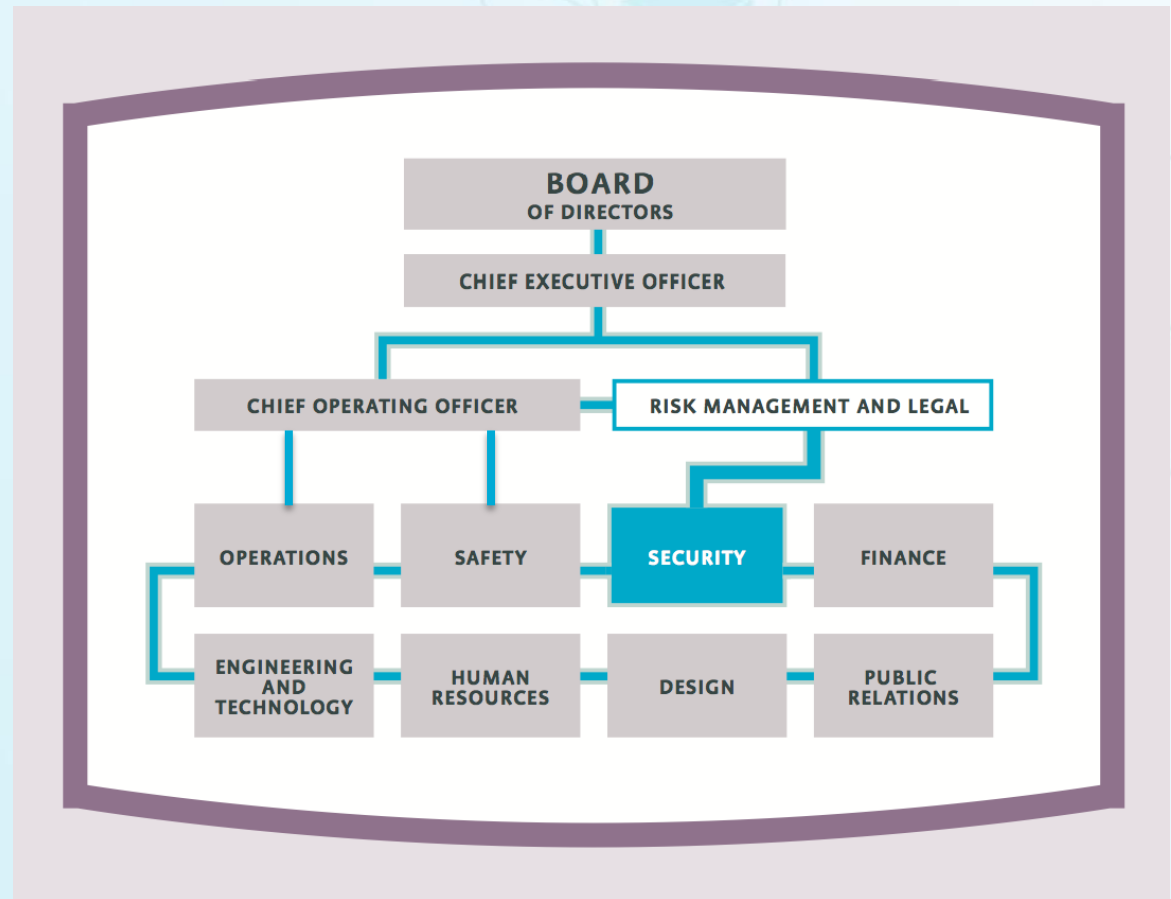 BOARD
OF DIRECTORS
CHIEF EXECUTIVE OFFICER
CHIEF OPERATING OFFICER
RISK MANAGEMENT AND LEGAL
OPERATIONS
SAFETY
SECURITY
FINANCE
ENGINEERING
AND
TECHNOLOGY
HUMAN
RESOURCES
DESIGN
PUBLIC
RELATIONS